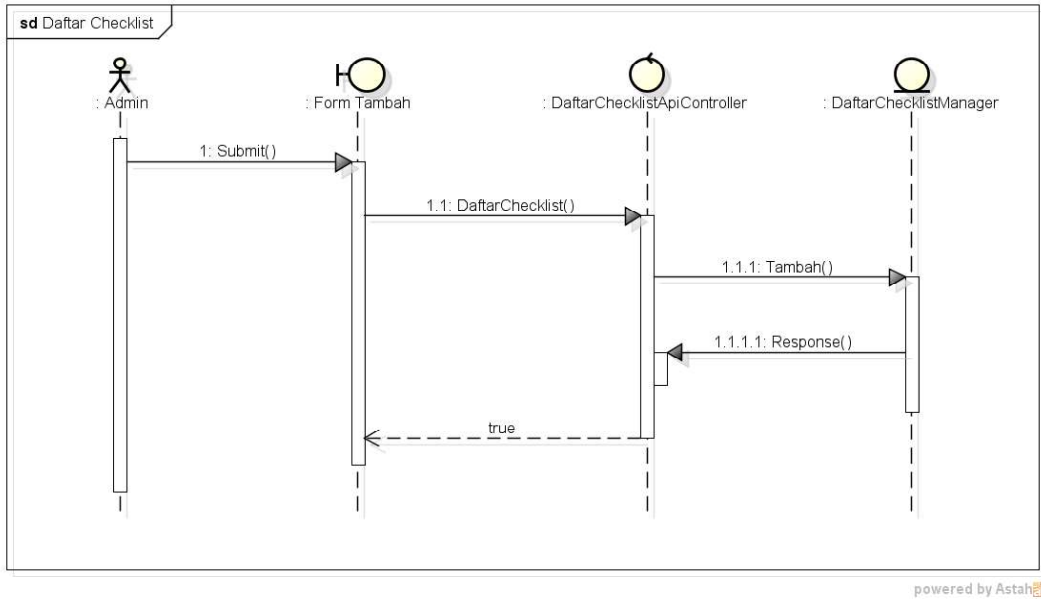 sd Daftar Checklist
: Admin
: Form Tambah
: DaftarChecklistApiController
: DaftarChecklistManager
1: Submit()
1.1: DaftarChecklist()
1.1.1: Tambah()
1.1.1.1: Response()
true
powered by Astah